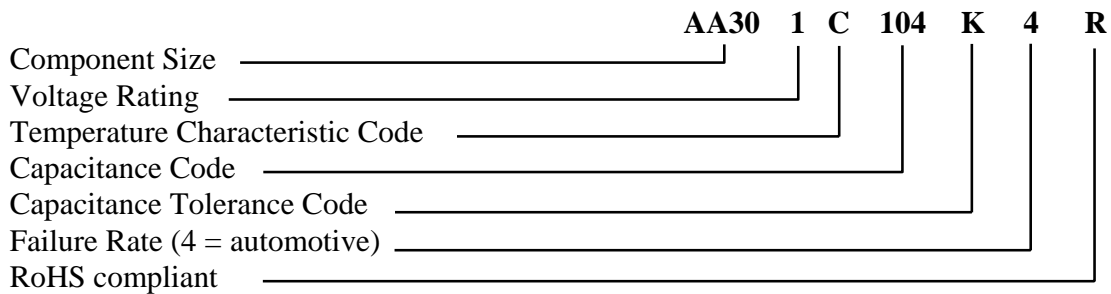 AA30 1 C 104 K 4 R
Component Size
Voltage Rating
Temperature Characteristic Code
Capacitance Code
Capacitance Tolerance Code
Failure Rate (4 = automotive)
RoHS compliant